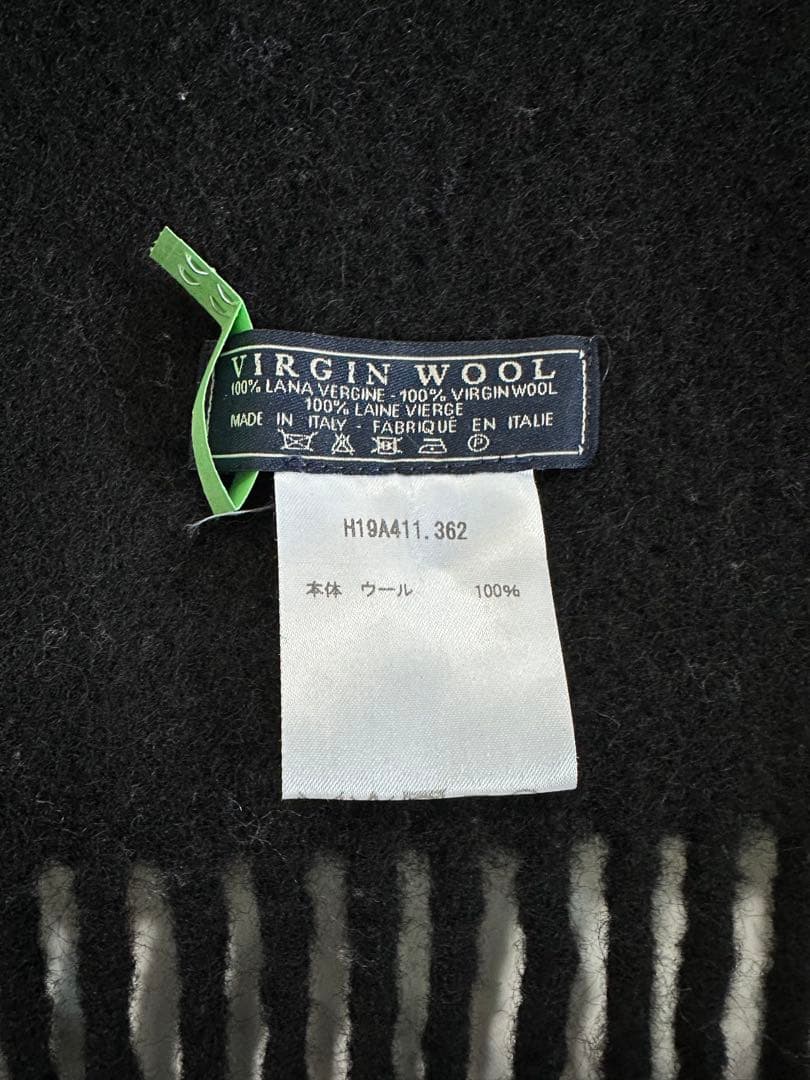 VIRGIN WOOL
100% LANA VERGINE - 100% VIRGIN WOOL
100% LAINE VIERGE
MADE IN ITALY - FABRIQUÉ EN ITALIE
H19A411.362
本体 ウール 100%